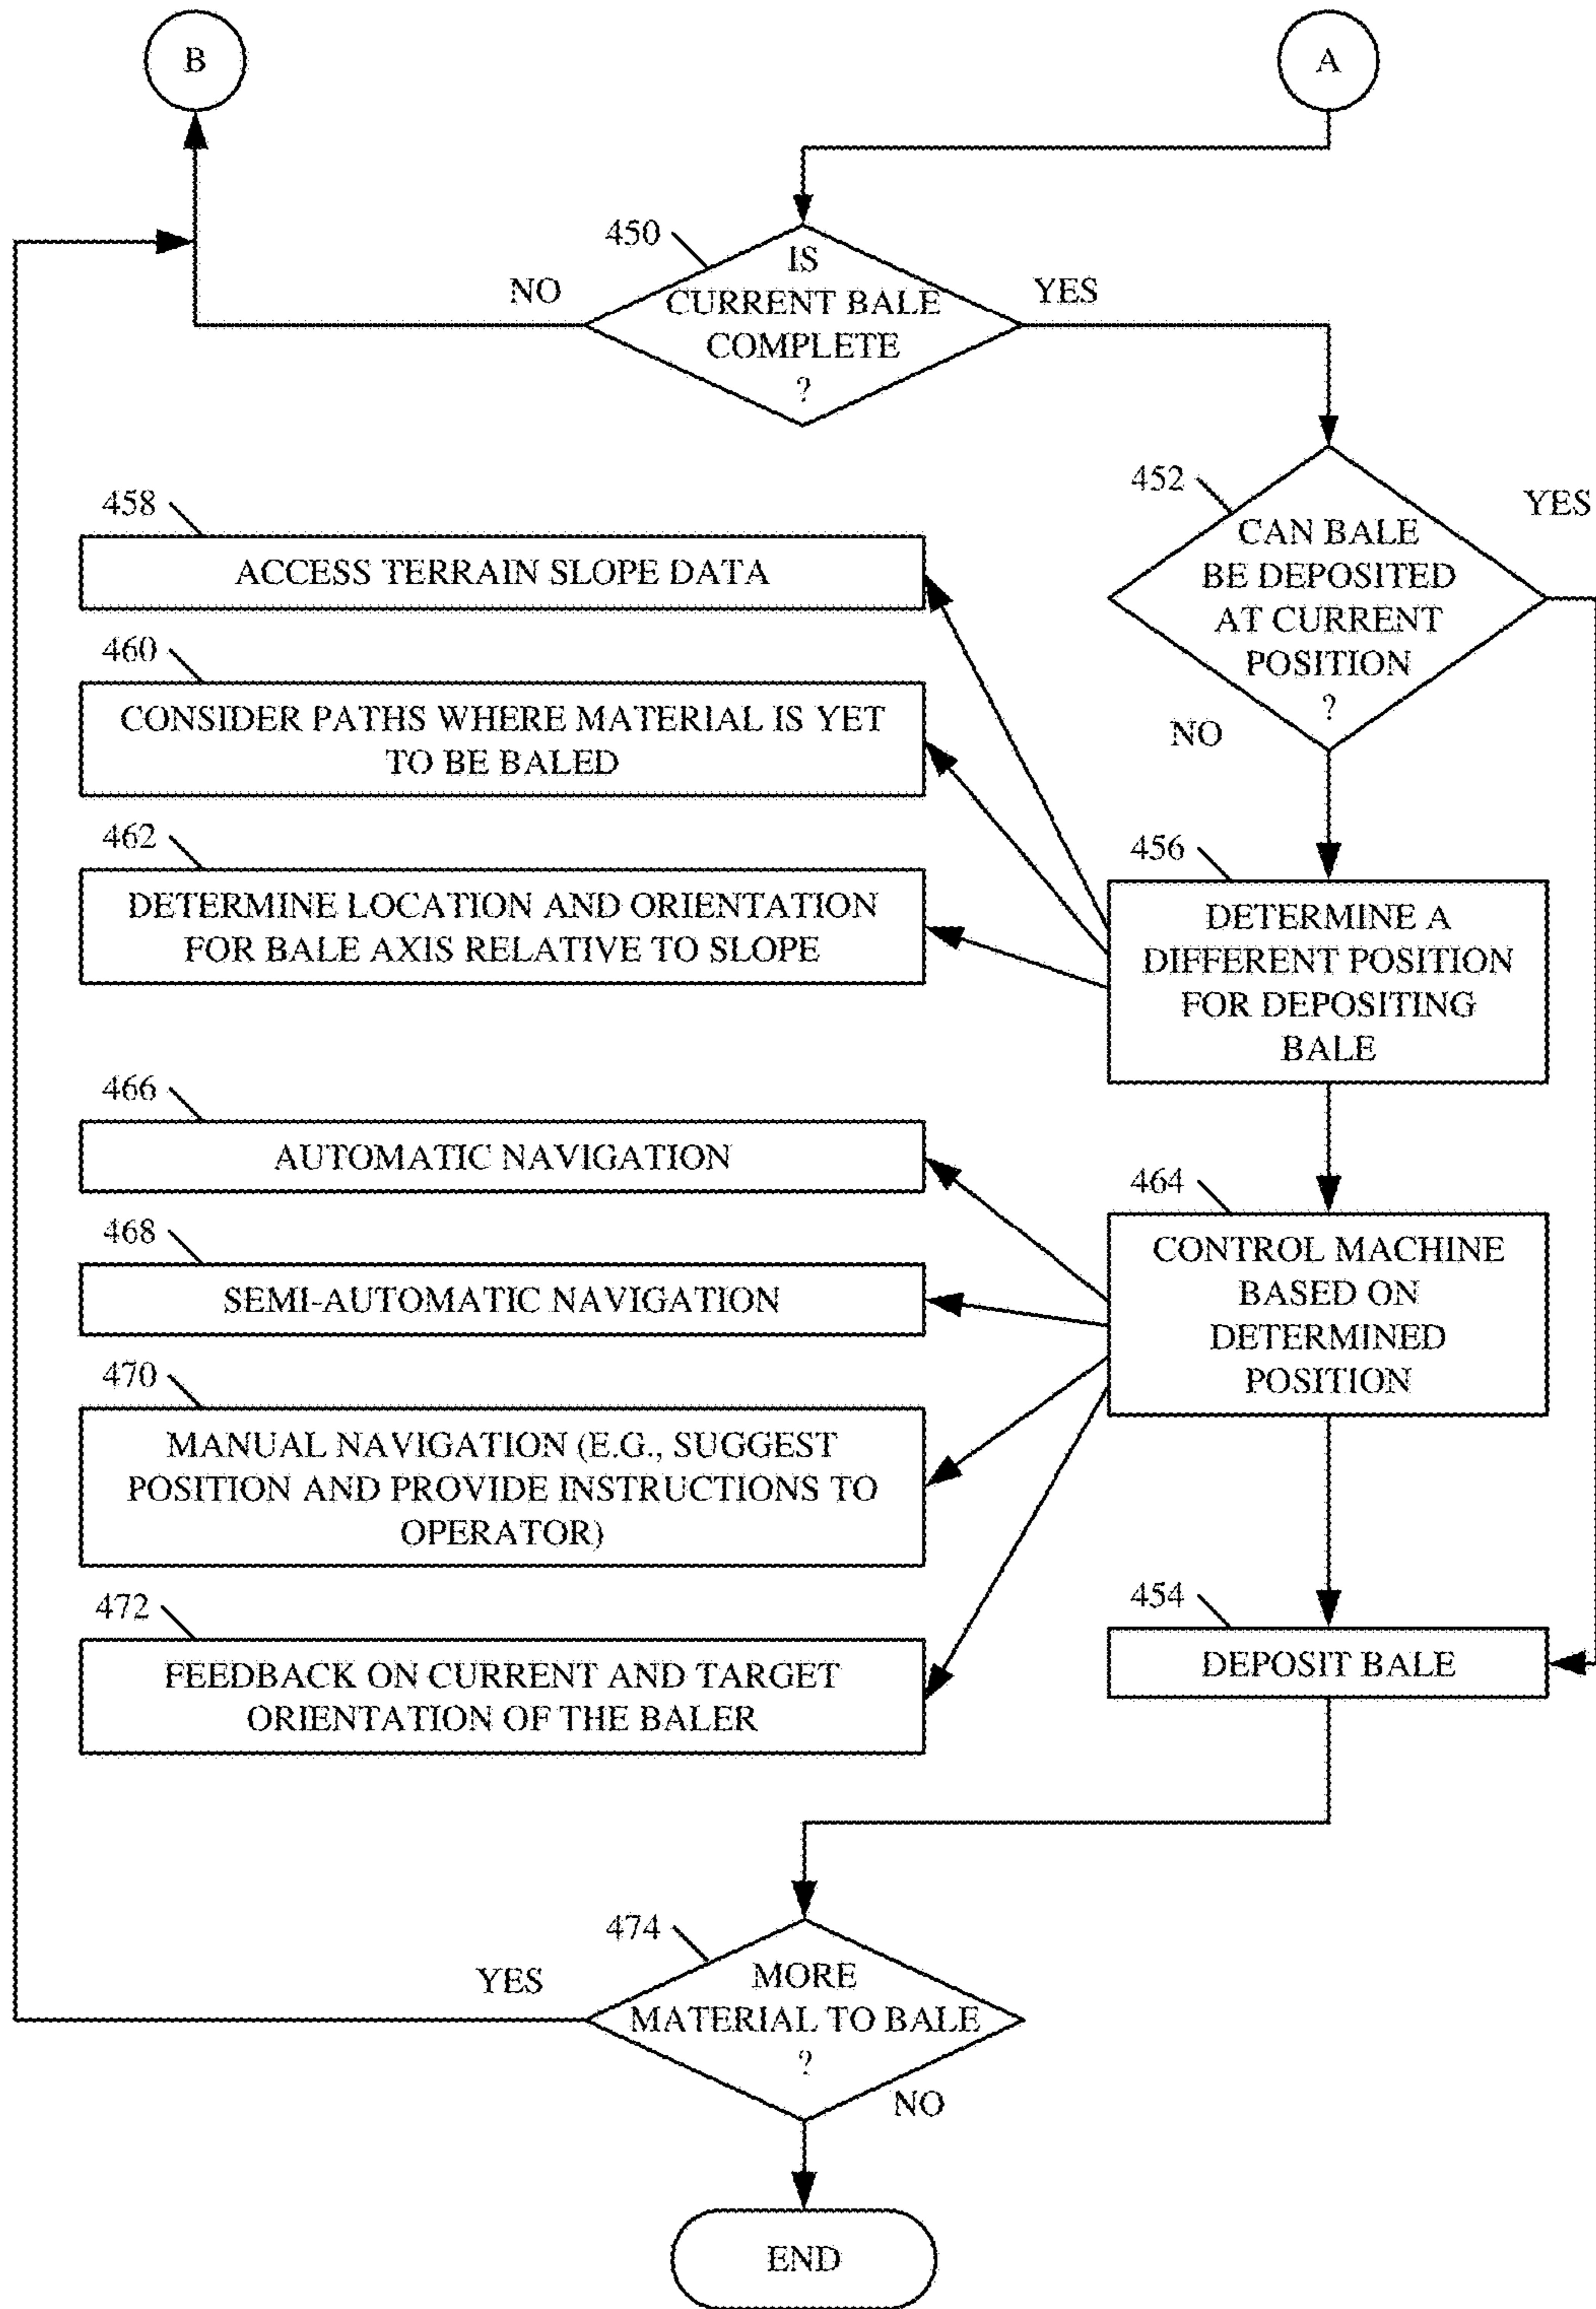 B
A
450
IS
CURRENT BALE
COMPLETE
?
NO
YES
452
CAN BALE
BE DEPOSITED
AT CURRENT
POSITION
?
YES
NO
458
ACCESS TERRAIN SLOPE DATA
460
CONSIDER PATHS WHERE MATERIAL IS YET
TO BE BALED
462
DETERMINE LOCATION AND ORIENTATION
FOR BALE AXIS RELATIVE TO SLOPE
456
DETERMINE A
DIFFERENT POSITION
FOR DEPOSITING
BALE
466
AUTOMATIC NAVIGATION
464
CONTROL MACHINE
BASED ON
DETERMINED
POSITION
468
SEMI-AUTOMATIC NAVIGATION
470
MANUAL NAVIGATION (E.G., SUGGEST
POSITION AND PROVIDE INSTRUCTIONS TO
OPERATOR)
472
FEEDBACK ON CURRENT AND TARGET
ORIENTATION OF THE BALER
454
DEPOSIT BALE
474
MORE
MATERIAL TO BALE
?
YES
NO
END